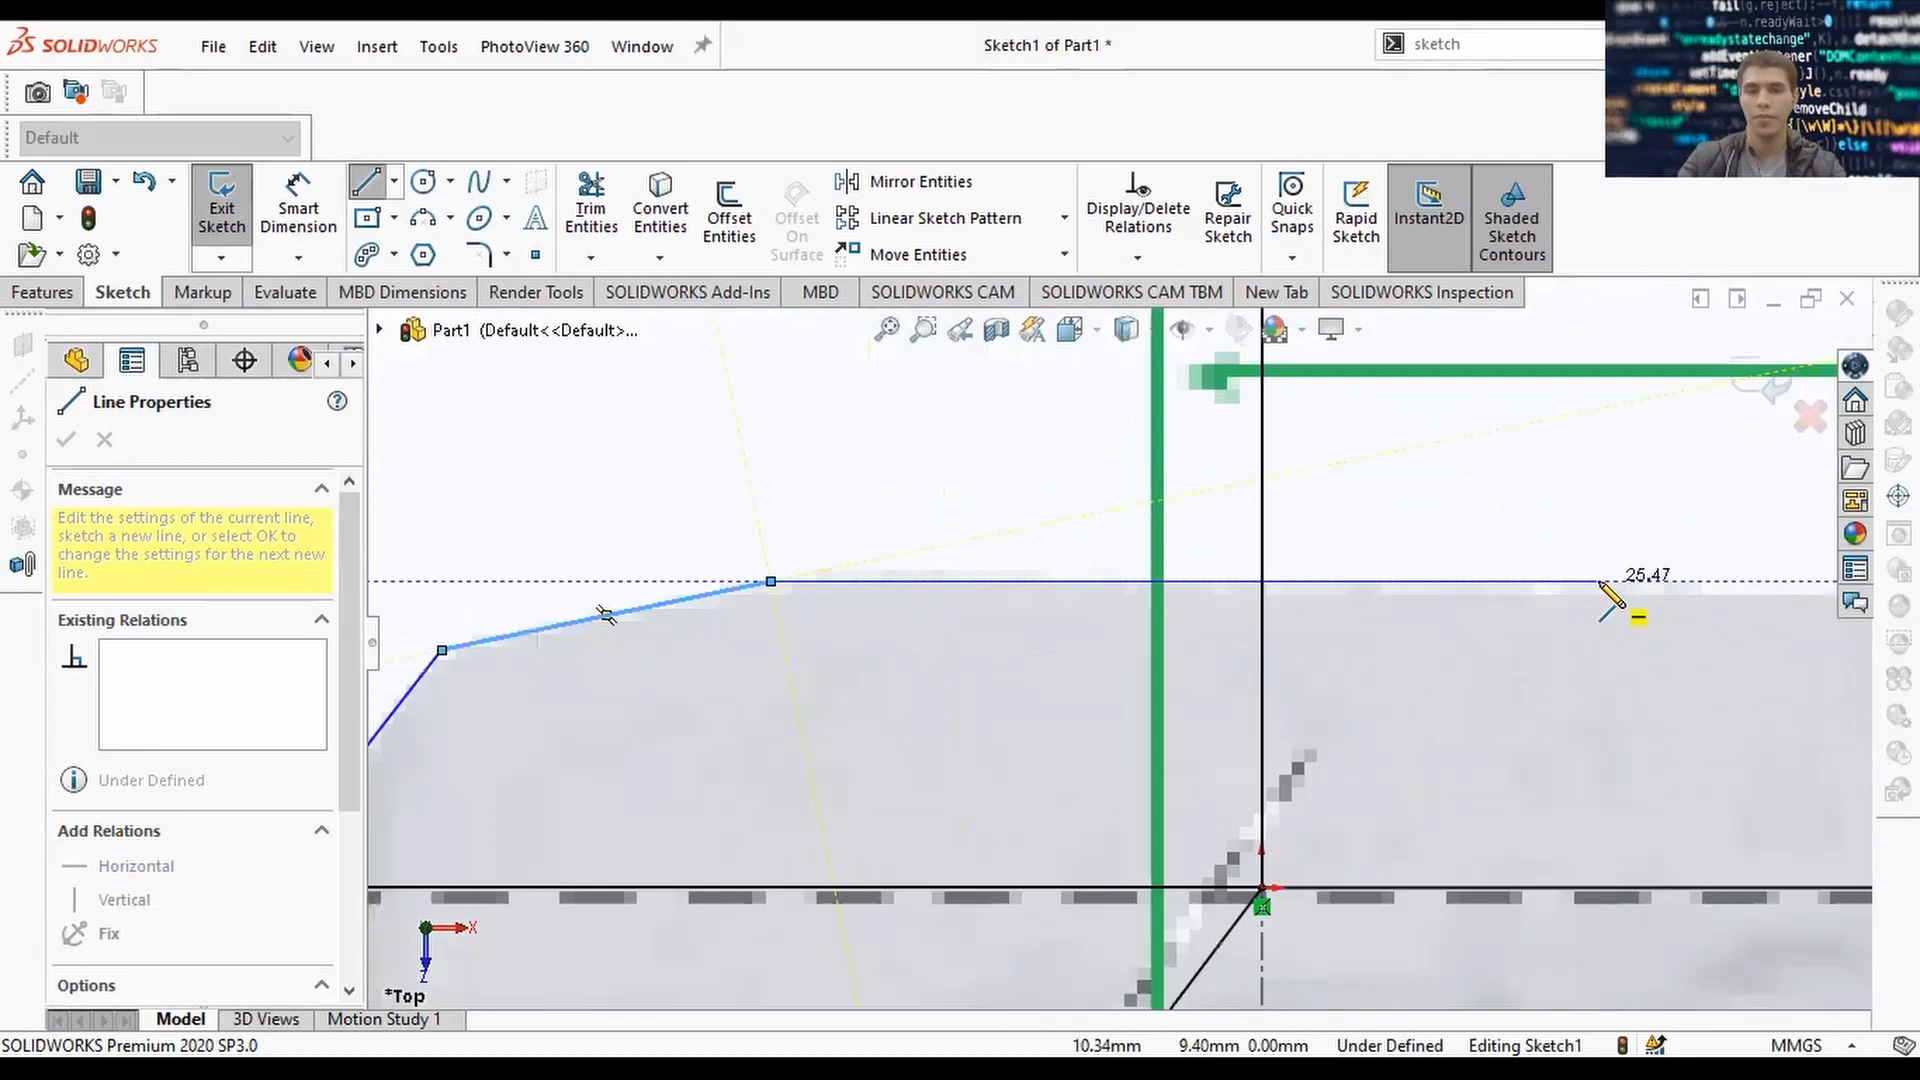 SOLIDWORKS
File Edit View Insert Tools PhotoView 360 Window
Sketch1 of Part1 *
sketch
Default
Exit Sketch
Smart Dimension
Trim Entities
Convert Entities
Offset Entities
Offset On Surface
Mirror Entities
Linear Sketch Pattern
Move Entities
Display/Delete Relations
Repair Sketch
Quick Snaps
Rapid Sketch
Instant2D
Shaded Sketch Contours
Features Sketch Markup Evaluate MBD Dimensions Render Tools SOLIDWORKS Add-Ins MBD SOLIDWORKS CAM SOLIDWORKS CAM TBM New Tab SOLIDWORKS Inspection
Part1 (Default<<Default>...
Line Properties
Message
Edit the settings of the current line,
sketch a new line, or select OK to
change the settings for the next new
line.
Existing Relations
Under Defined
Add Relations
Horizontal
Vertical
Fix
Options
25.47
X
Z
*Top
Model 3D Views Motion Study 1
SOLIDWORKS Premium 2020 SP3.0
10.34mm 9.40mm 0.00mm Under Defined Editing Sketch1 MMGS